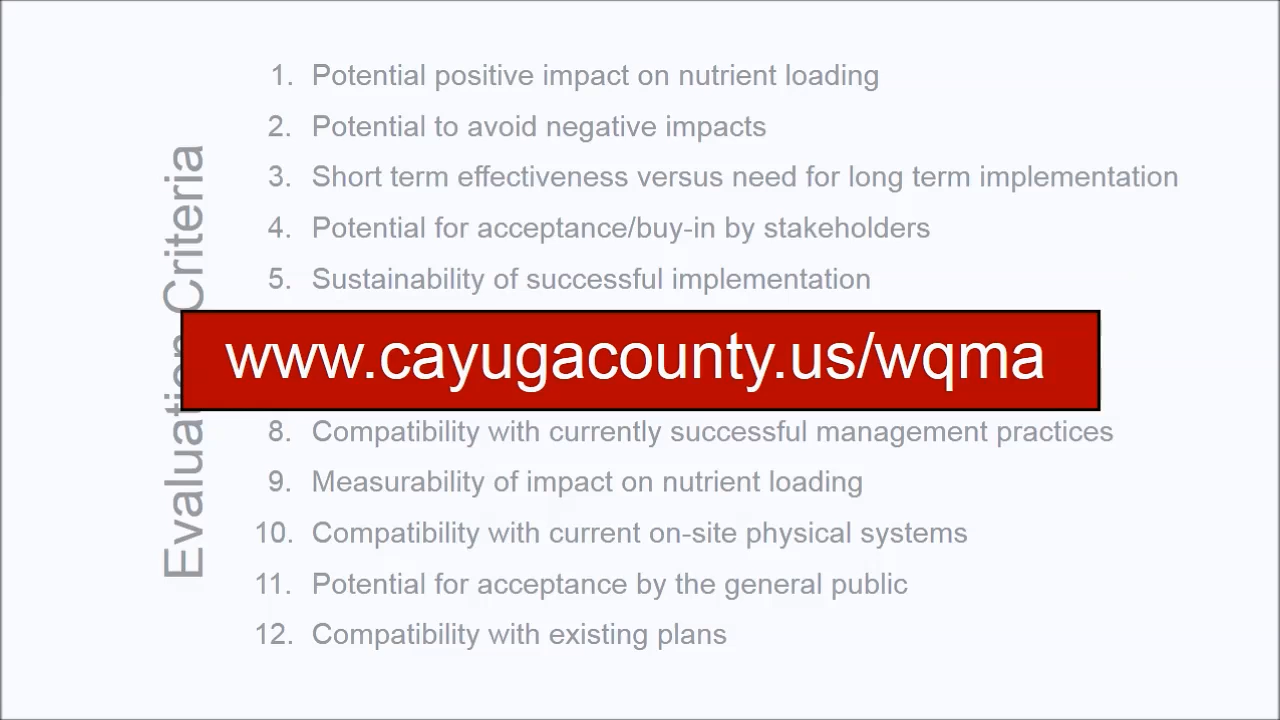 Evaluation Criteria
1. Potential positive impact on nutrient loading
2. Potential to avoid negative impacts
3. Short term effectiveness versus need for long term implementation
4. Potential for acceptance/buy-in by stakeholders
5. Sustainability of successful implementation
www.cayugacounty.us/wqma
8. Compatibility with currently successful management practices
9. Measurability of impact on nutrient loading
10. Compatibility with current on-site physical systems
11. Potential for acceptance by the general public
12. Compatibility with existing plans